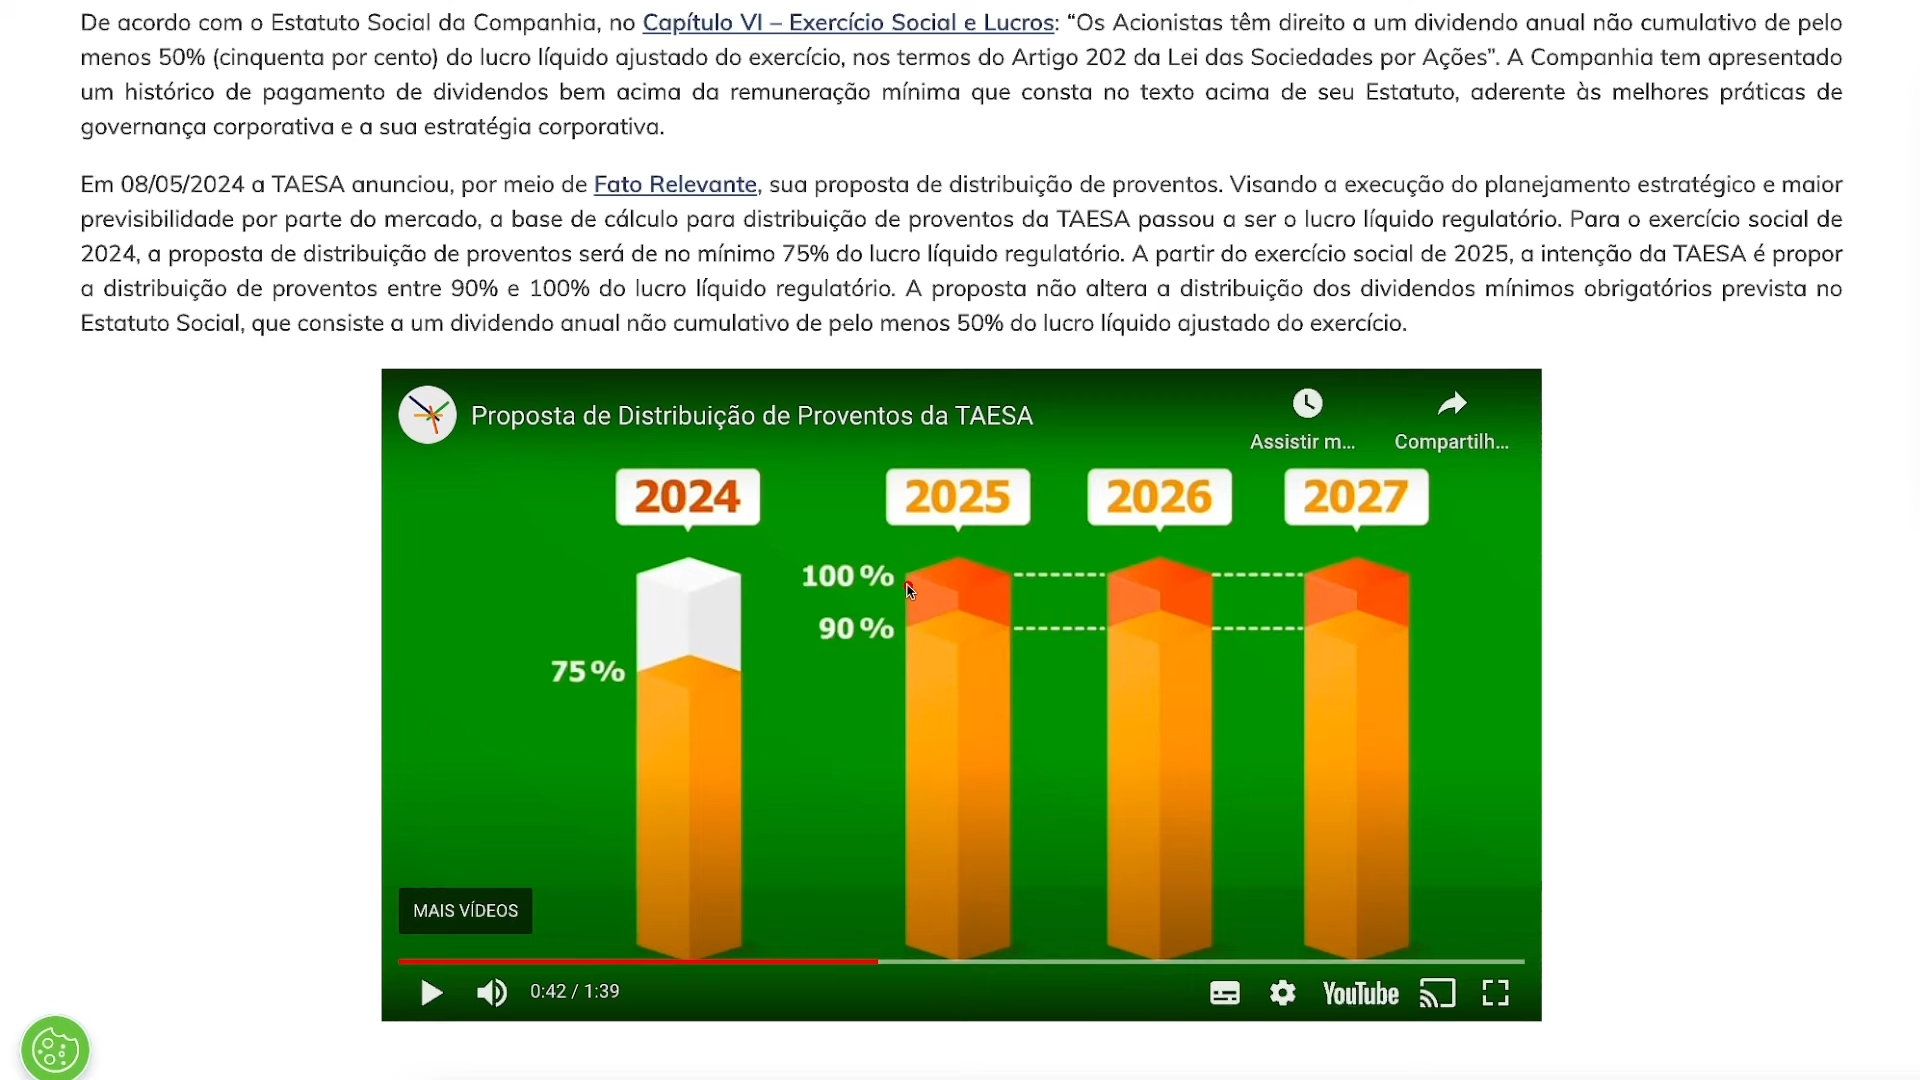 De acordo com o Estatuto Social da Companhia, no Capítulo VI – Exercício Social e Lucros: “Os Acionistas têm direito a um dividendo anual não cumulativo de pelo
menos 50% (cinquenta por cento) do lucro líquido ajustado do exercício, nos termos do Artigo 202 da Lei das Sociedades por Ações”. A Companhia tem apresentado
um histórico de pagamento de dividendos bem acima da remuneração mínima que consta no texto acima de seu Estatuto, aderente às melhores práticas de
governança corporativa e a sua estratégia corporativa.
Em 08/05/2024 a TAESA anunciou, por meio de Fato Relevante, sua proposta de distribuição de proventos. Visando a execução do planejamento estratégico e maior
previsibilidade por parte do mercado, a base de cálculo para distribuição de proventos da TAESA passou a ser o lucro líquido regulatório. Para o exercício social de
2024, a proposta de distribuição de proventos será de no mínimo 75% do lucro líquido regulatório. A partir do exercício social de 2025, a intenção da TAESA é propor
a distribuição de proventos entre 90% e 100% do lucro líquido regulatório. A proposta não altera a distribuição dos dividendos mínimos obrigatórios prevista no
Estatuto Social, que consiste a um dividendo anual não cumulativo de pelo menos 50% do lucro líquido ajustado do exercício.
Proposta de Distribuição de Proventos da TAESA
Assistir m... Compartilh...
2024 2025 2026 2027
100 %
90 %
75 %
MAIS VÍDEOS
0:42 / 1:39 YouTube